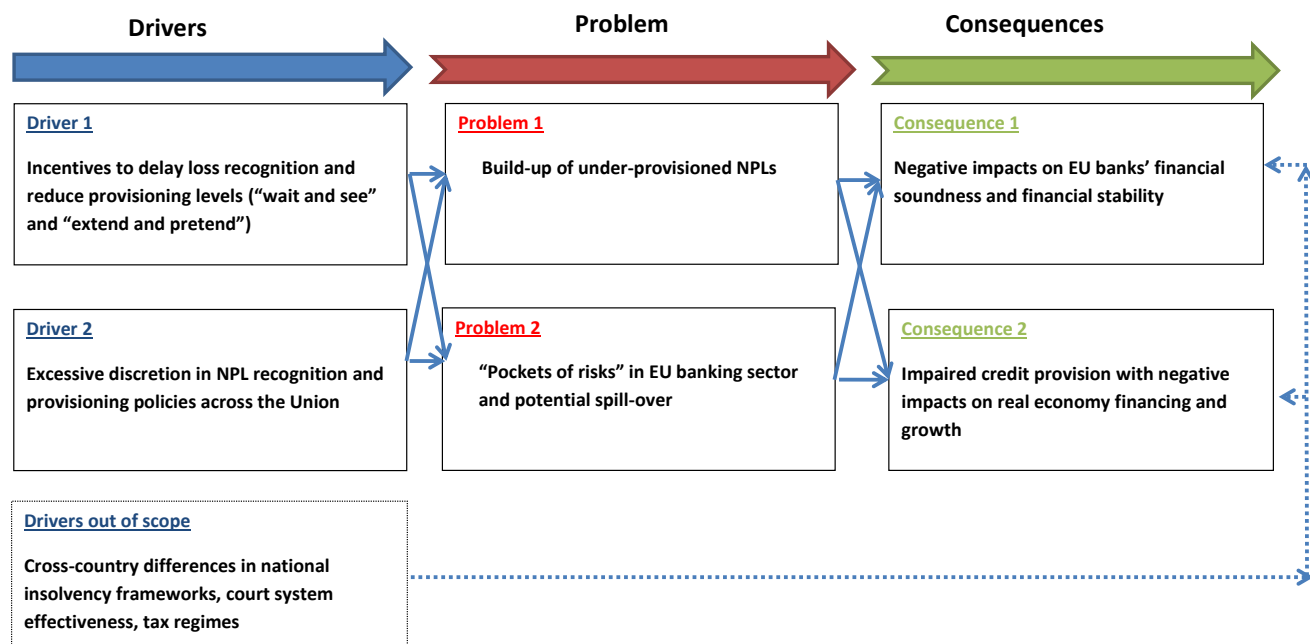 Drivers
Problem
Consequences
Driver 1
Incentives to delay loss recognition and
reduce provisioning levels (“wait and see”
and “extend and pretend”)
Problem 1
Build-up of under-provisioned NPLs
Consequence 1
Negative impacts on EU banks’ financial
soundness and financial stability
Driver 2
Excessive discretion in NPL recognition and
provisioning policies across the Union
Problem 2
“Pockets of risks” in EU banking sector
and potential spill-over
Consequence 2
Impaired credit provision with negative
impacts on real economy financing and
growth
Drivers out of scope
Cross-country differences in national
insolvency frameworks, court system
effectiveness, tax regimes